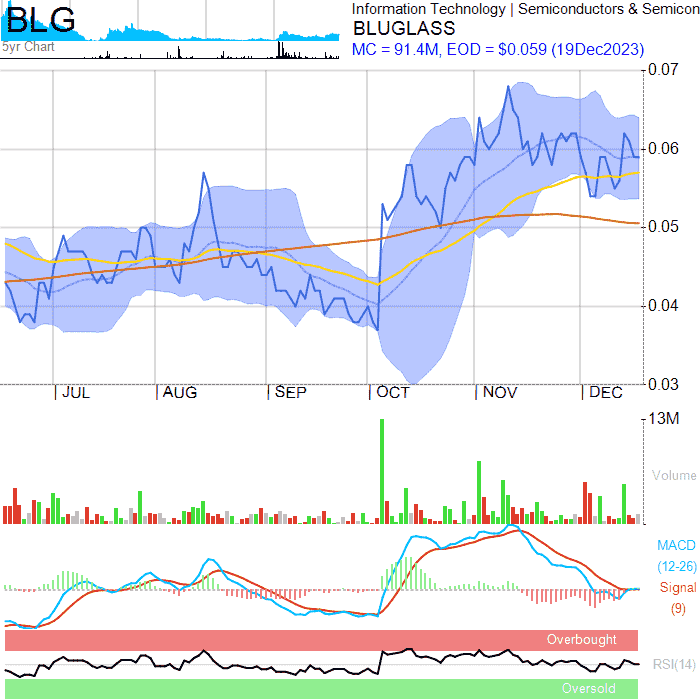 BLG
5yr Chart
Information Technology | Semiconductors & Semicon
BLUGLASS
MC = 91.4M, EOD = $0.059 (19Dec2023)
0.07
0.06
0.05
0.04
0.03
JUL AUG SEP OCT NOV DEC
13M
Volume
MACD
(12-26)
Signal
(9)
Overbought
RSI(14)
Oversold